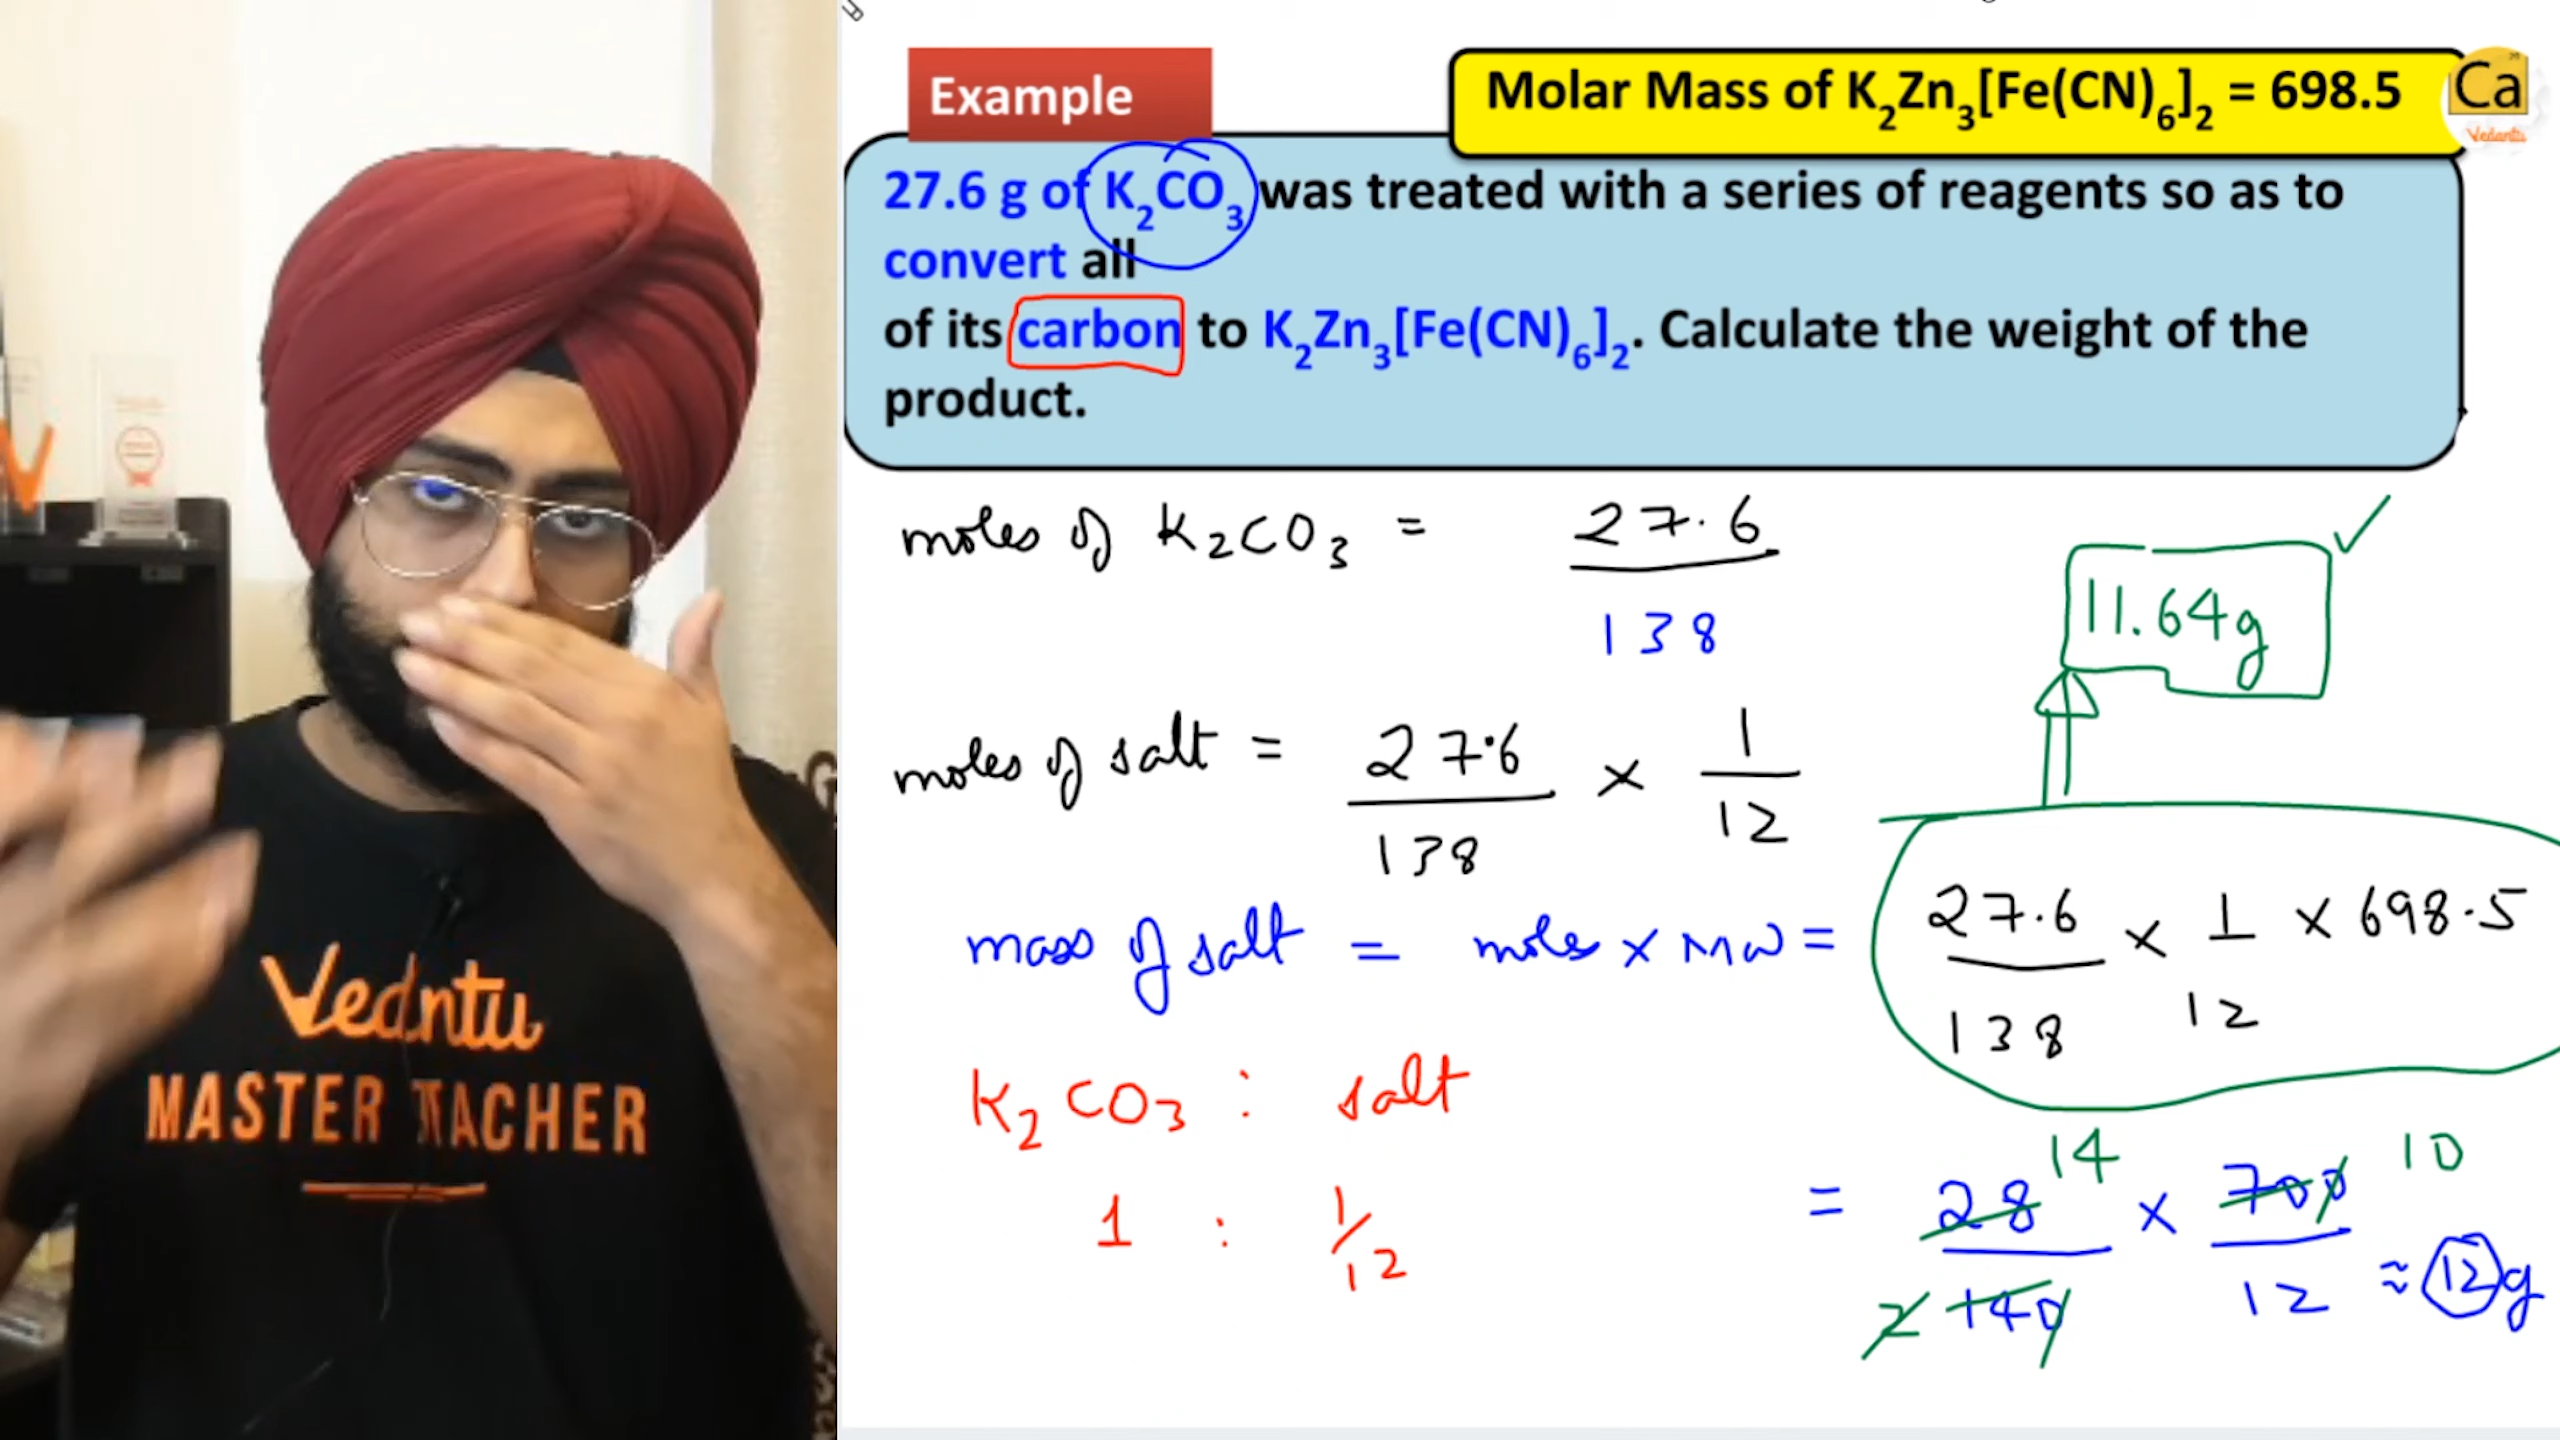 Example
Molar Mass of K₂Zn₃[Fe(CN)₆]₂ = 698.5
Ca
Vedantu
27.6 g of K₂CO₃ was treated with a series of reagents so as to
convert all
of its carbon to K₂Zn₃[Fe(CN)₆]₂. Calculate the weight of the
product.
moles of K₂CO₃ = 27.6 / 138
11.64g
moles of salt = 27.6 / 138 × 1 / 12
mass of salt = moles × MW = 27.6 / 138 × 1 / 12 × 698.5
K₂CO₃ : salt
1 : 1/12
14 10
= 28 / 140 × 700 / 12 ≈ 12g
2
Vedantu
MASTER TEACHER